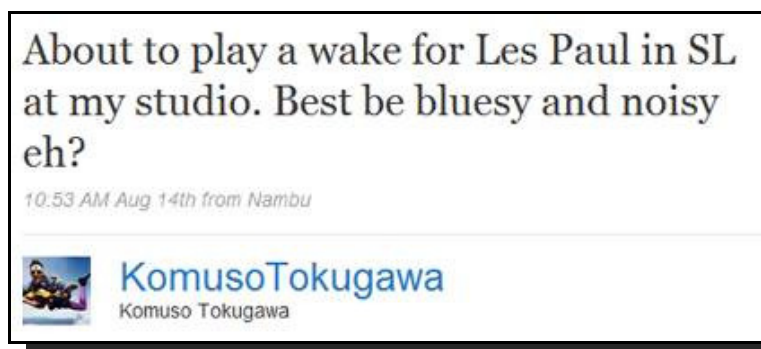 About to play a wake for Les Paul in SL
at my studio. Best be bluesy and noisy
eh?
10:53 AM Aug 14th from Nambu
KomusoTokugawa
Komuso Tokugawa